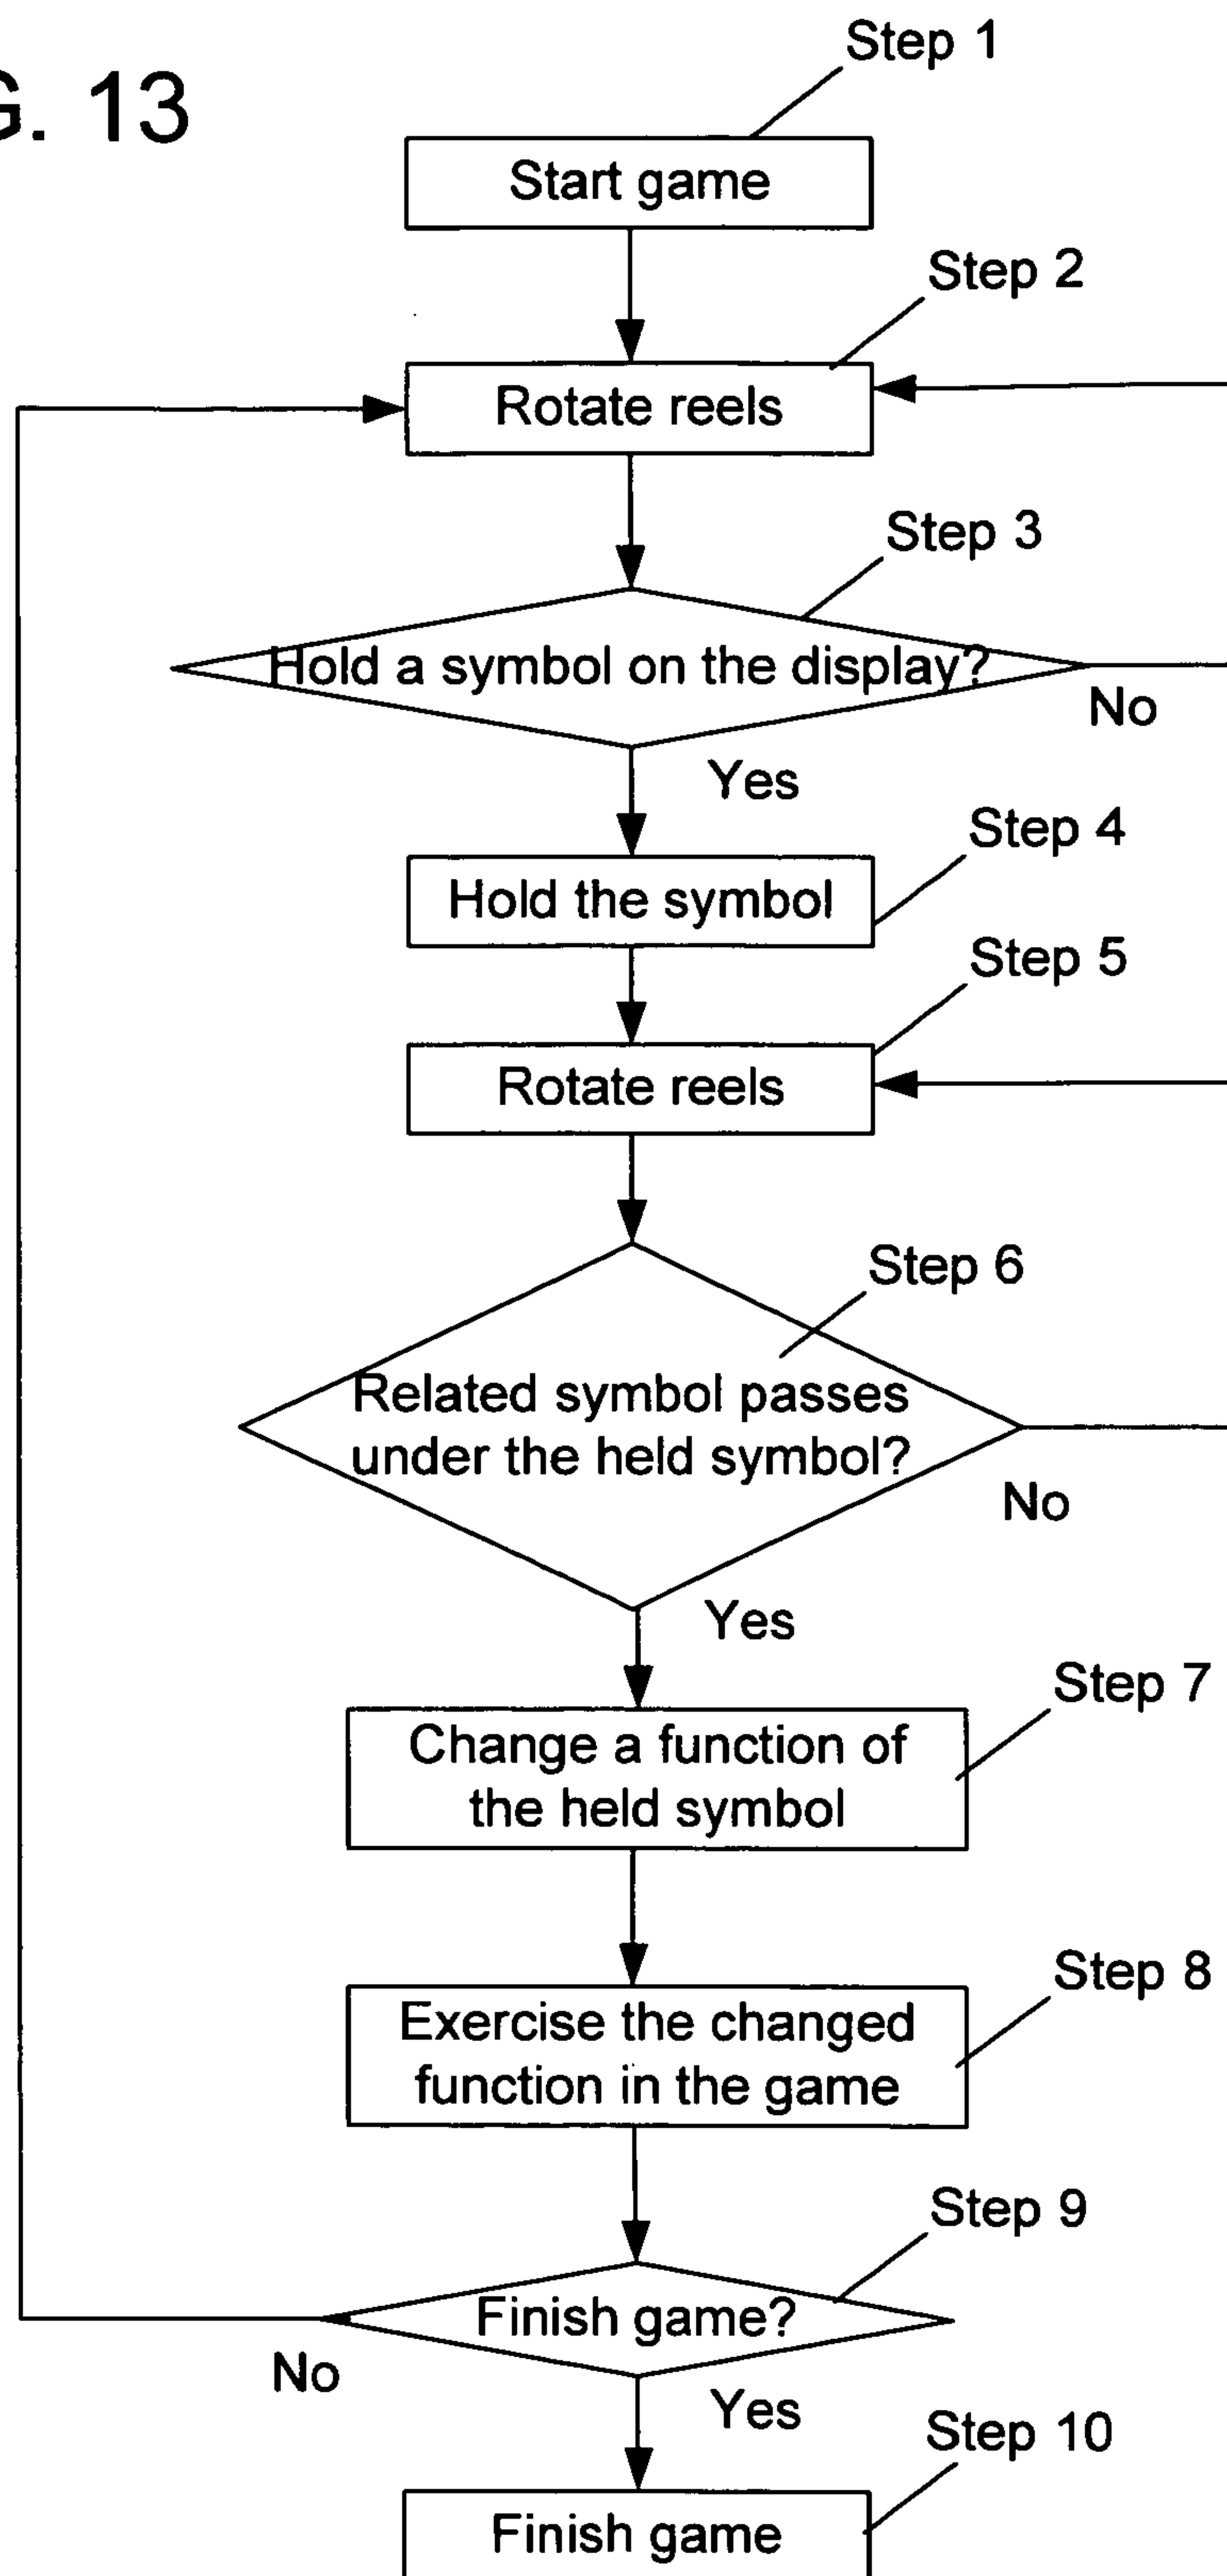 G. 13
Step 1
Start game
Step 2
Rotate reels
Step 3
Hold a symbol on the display?
No
Yes
Step 4
Hold the symbol
Step 5
Rotate reels
Step 6
Related symbol passes
under the held symbol?
No
Yes
Step 7
Change a function of
the held symbol
Step 8
Exercise the changed
function in the game
Step 9
Finish game?
No
Yes
Step 10
Finish game